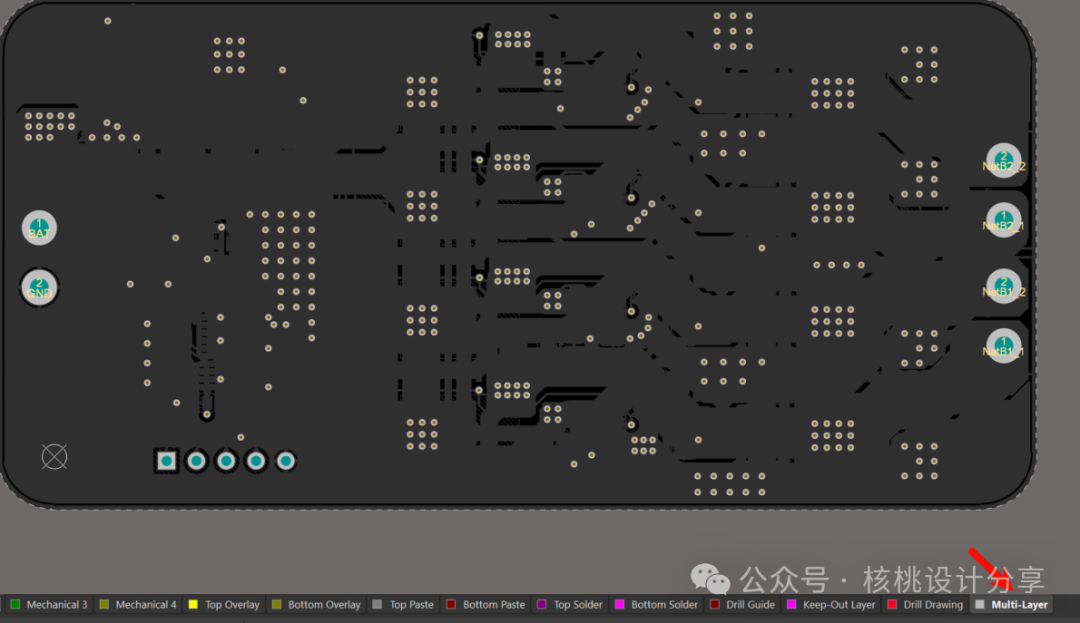 2
NetB2_2
1
NetB2_1
1
BAT
2
GND
2
NetB1_2
1
NetB1_1
公众号 · 核桃设计分享
Mechanical 3
Mechanical 4
Top Overlay
Bottom Overlay
Top Paste
Bottom Paste
Top Solder
Bottom Solder
Drill Guide
Keep-Out Layer
Drill Drawing
Multi-Layer